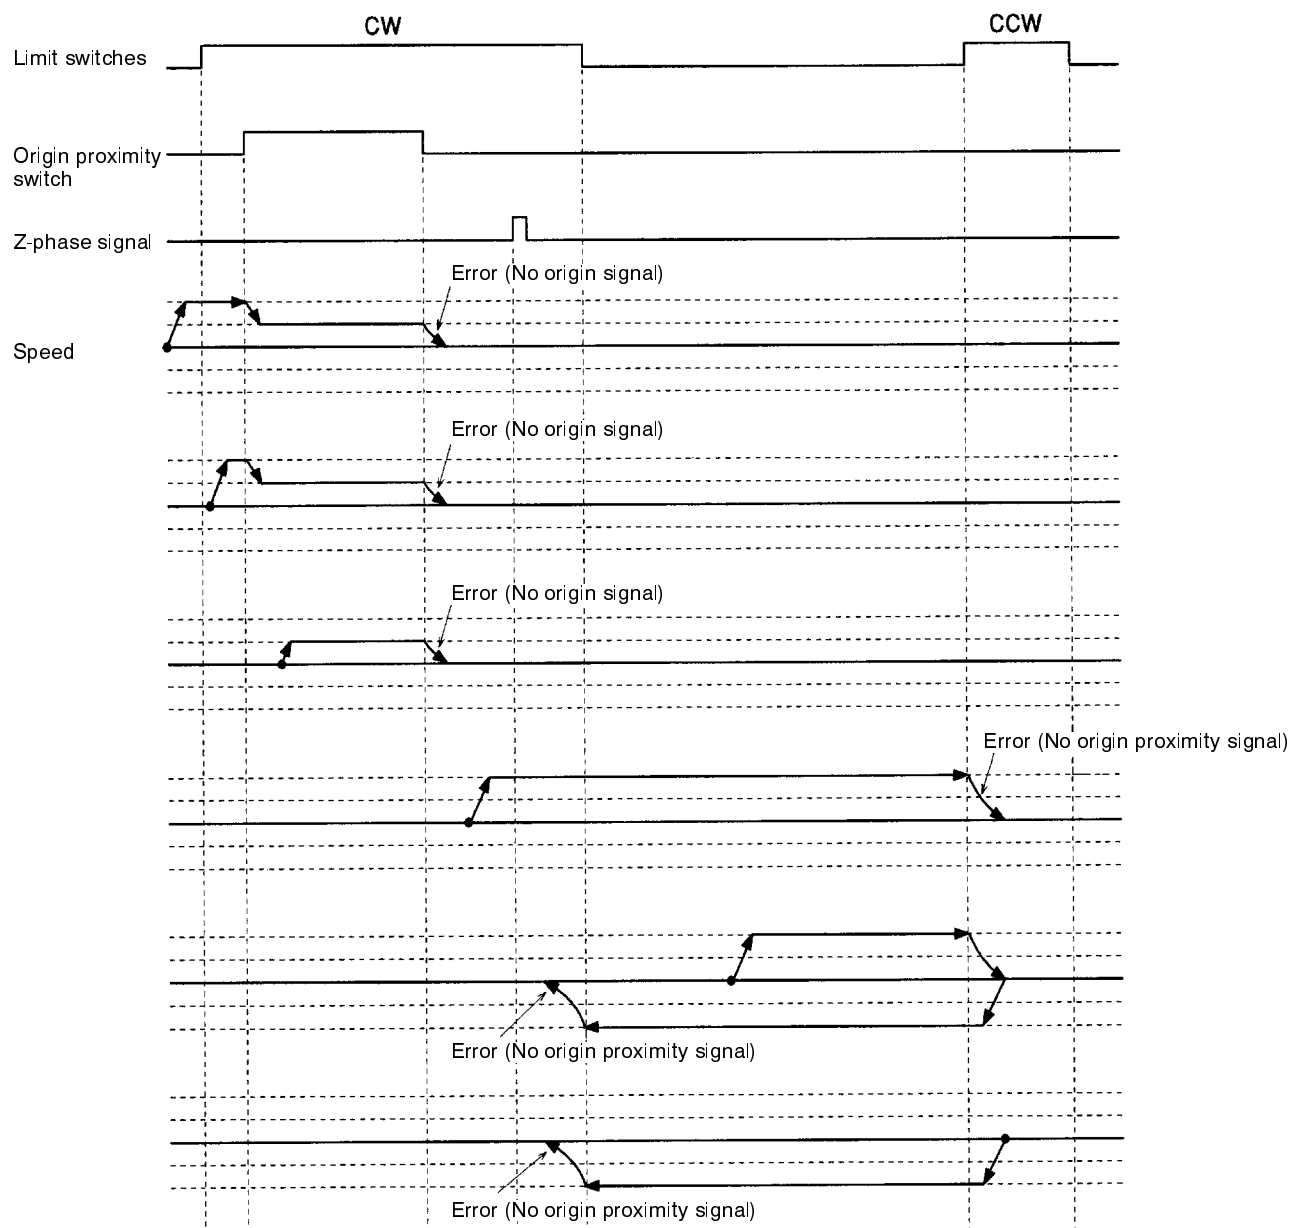 CW
CCW
Limit switches
Origin proximity
switch
Z-phase signal
Error (No origin signal)
Speed
Error (No origin signal)
Error (No origin signal)
Error (No origin proximity signal)
Error (No origin proximity signal)
Error (No origin proximity signal)